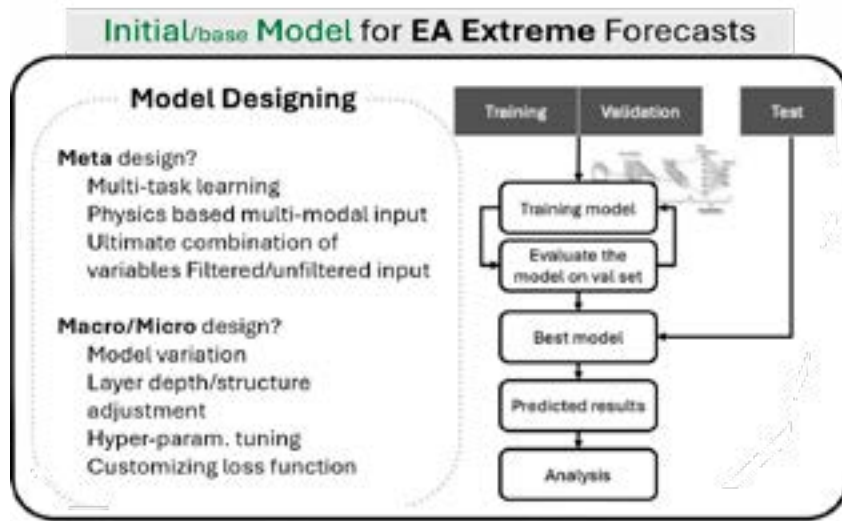 Initial/base Model for EA Extreme Forecasts
Model Designing
Meta design?
Multi-task learning
Physics based multi-modal input
Ultimate combination of
variables Filtered/unfiltered input
Macro/Micro design?
Model variation
Layer depth/structure
adjustment
Hyper-param. tuning
Customizing loss function
Training
Validation
Test
Training model
Evaluate the
model on val set
Best model
Predicted results
Analysis